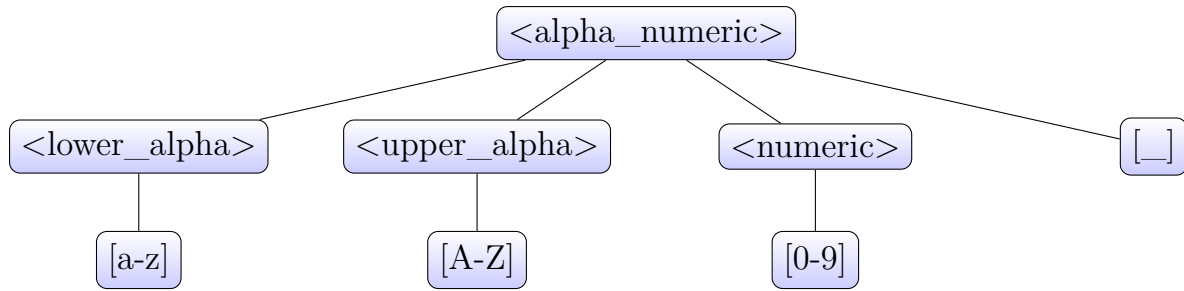 <alpha_numeric>
<lower_alpha>
<upper_alpha>
<numeric>
[_]
[a-z]
[A-Z]
[0-9]